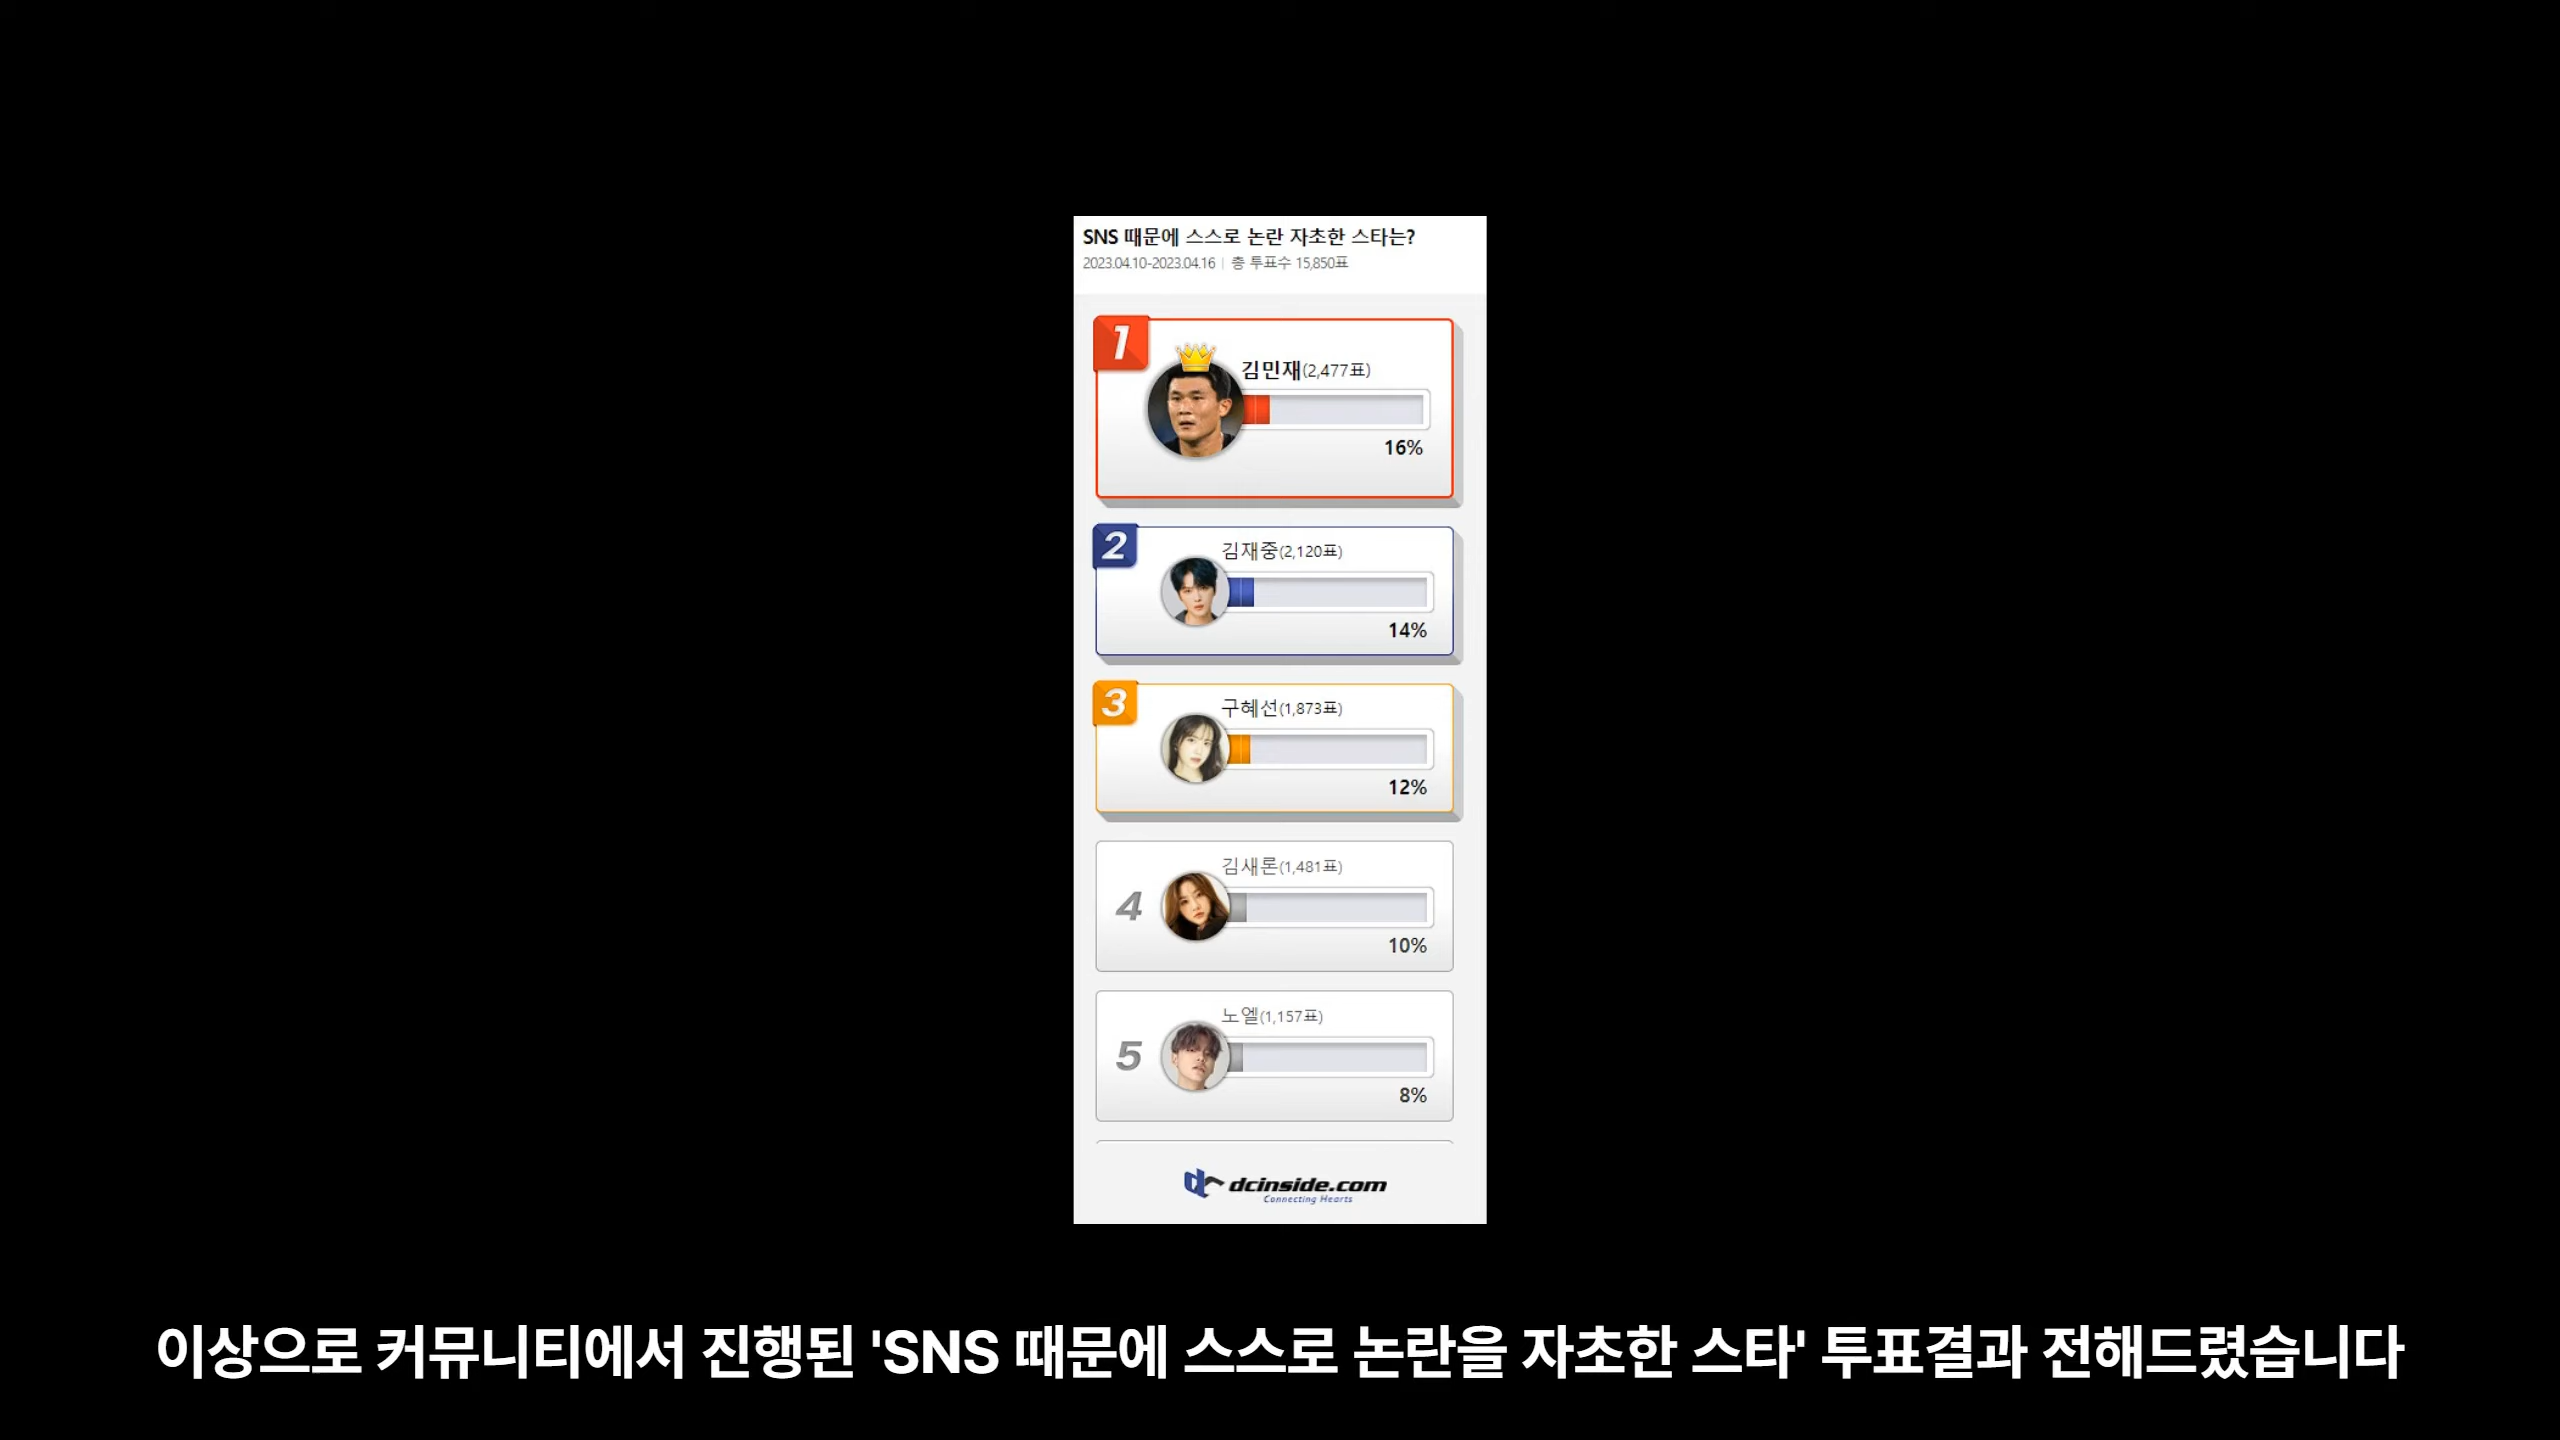 SNS 때문에 스스로 논란 자초한 스타는?
2023.04.10-2023.04.16 | 총 투표수 15,850표
1
김민재(2,477표)
16%
2
김재중(2,120표)
14%
3
구혜선(1,873표)
12%
4
김새론(1,481표)
10%
5
노엘(1,157표)
8%
dcinside.com
Connecting Hearts
이상으로 커뮤니티에서 진행된 'SNS 때문에 스스로 논란을 자초한 스타' 투표결과 전해드렸습니다